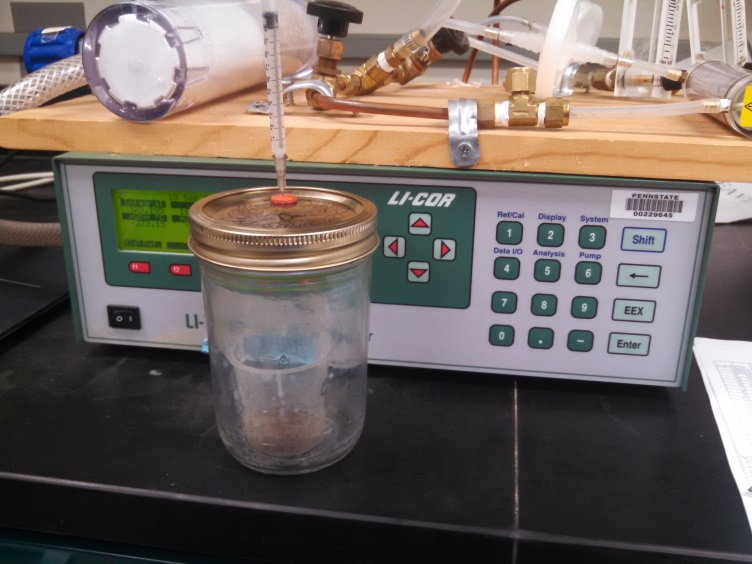 LI-COR
PENNSTATE
00229645
Ref/Cal Display System
1 2 3 Shift
Data I/O Analysis Pump
4 5 6 ←
7 8 9 EEX
0 . − Enter
f1 f2
O I
LI-